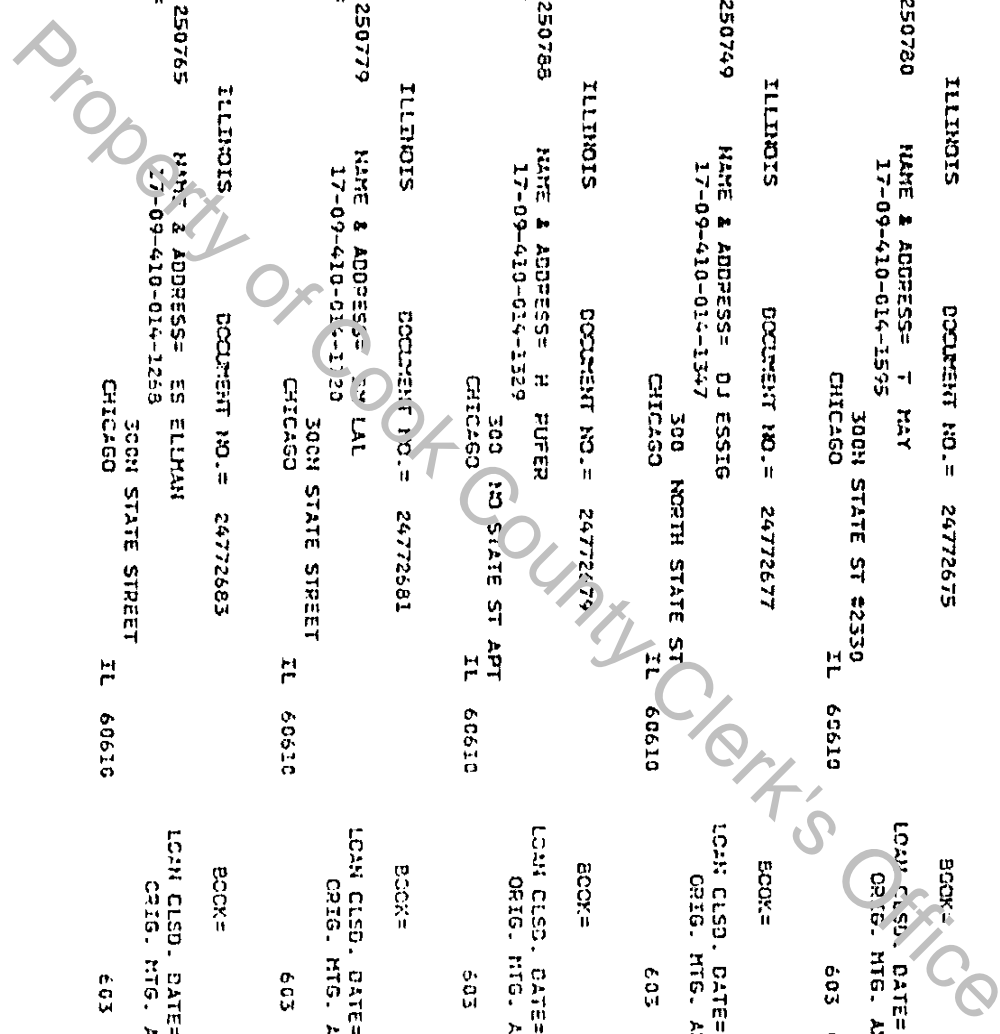 ILLINOIS DOCUMENT NO.= 24772675 BOOK=
250780 NAME & ADDRESS= T MAY LOAN CLSD. DATE=
17-09-410-014-1595 ORIG. MTG.
300N STATE ST #2330
CHICAGO IL 60610 603
ILLINOIS DOCUMENT NO.= 24772677 BOOK=
250749 NAME & ADDRESS= DJ ESSIG LOAN CLSD. DATE=
17-09-410-014-1347 ORIG. MTG.
300 NORTH STATE ST
CHICAGO IL 60610 603
ILLINOIS DOCUMENT NO.= 24772679 BOOK=
250788 NAME & ADDRESS= H PUFER LOAN CLSD. DATE=
17-09-410-014-1329 ORIG. MTG.
300 NO STATE ST APT
CHICAGO IL 60610 603
ILLINOIS DOCUMENT NO.= 24772681 BOOK=
250779 NAME & ADDRESS= LAL LOAN CLSD. DATE=
ORIG. MTG.
300N STATE STREET
CHICAGO IL 60610 603
ILLINOIS DOCUMENT NO.= 24772683 BOOK=
250765 NAME & ADDRESS= ES ELLMAN LOAN CLSD. DATE=
17-09-410-014-1268 ORIG. MTG.
300N STATE STREET
CHICAGO IL 60610 603
Property of Cook County Clerk's Office